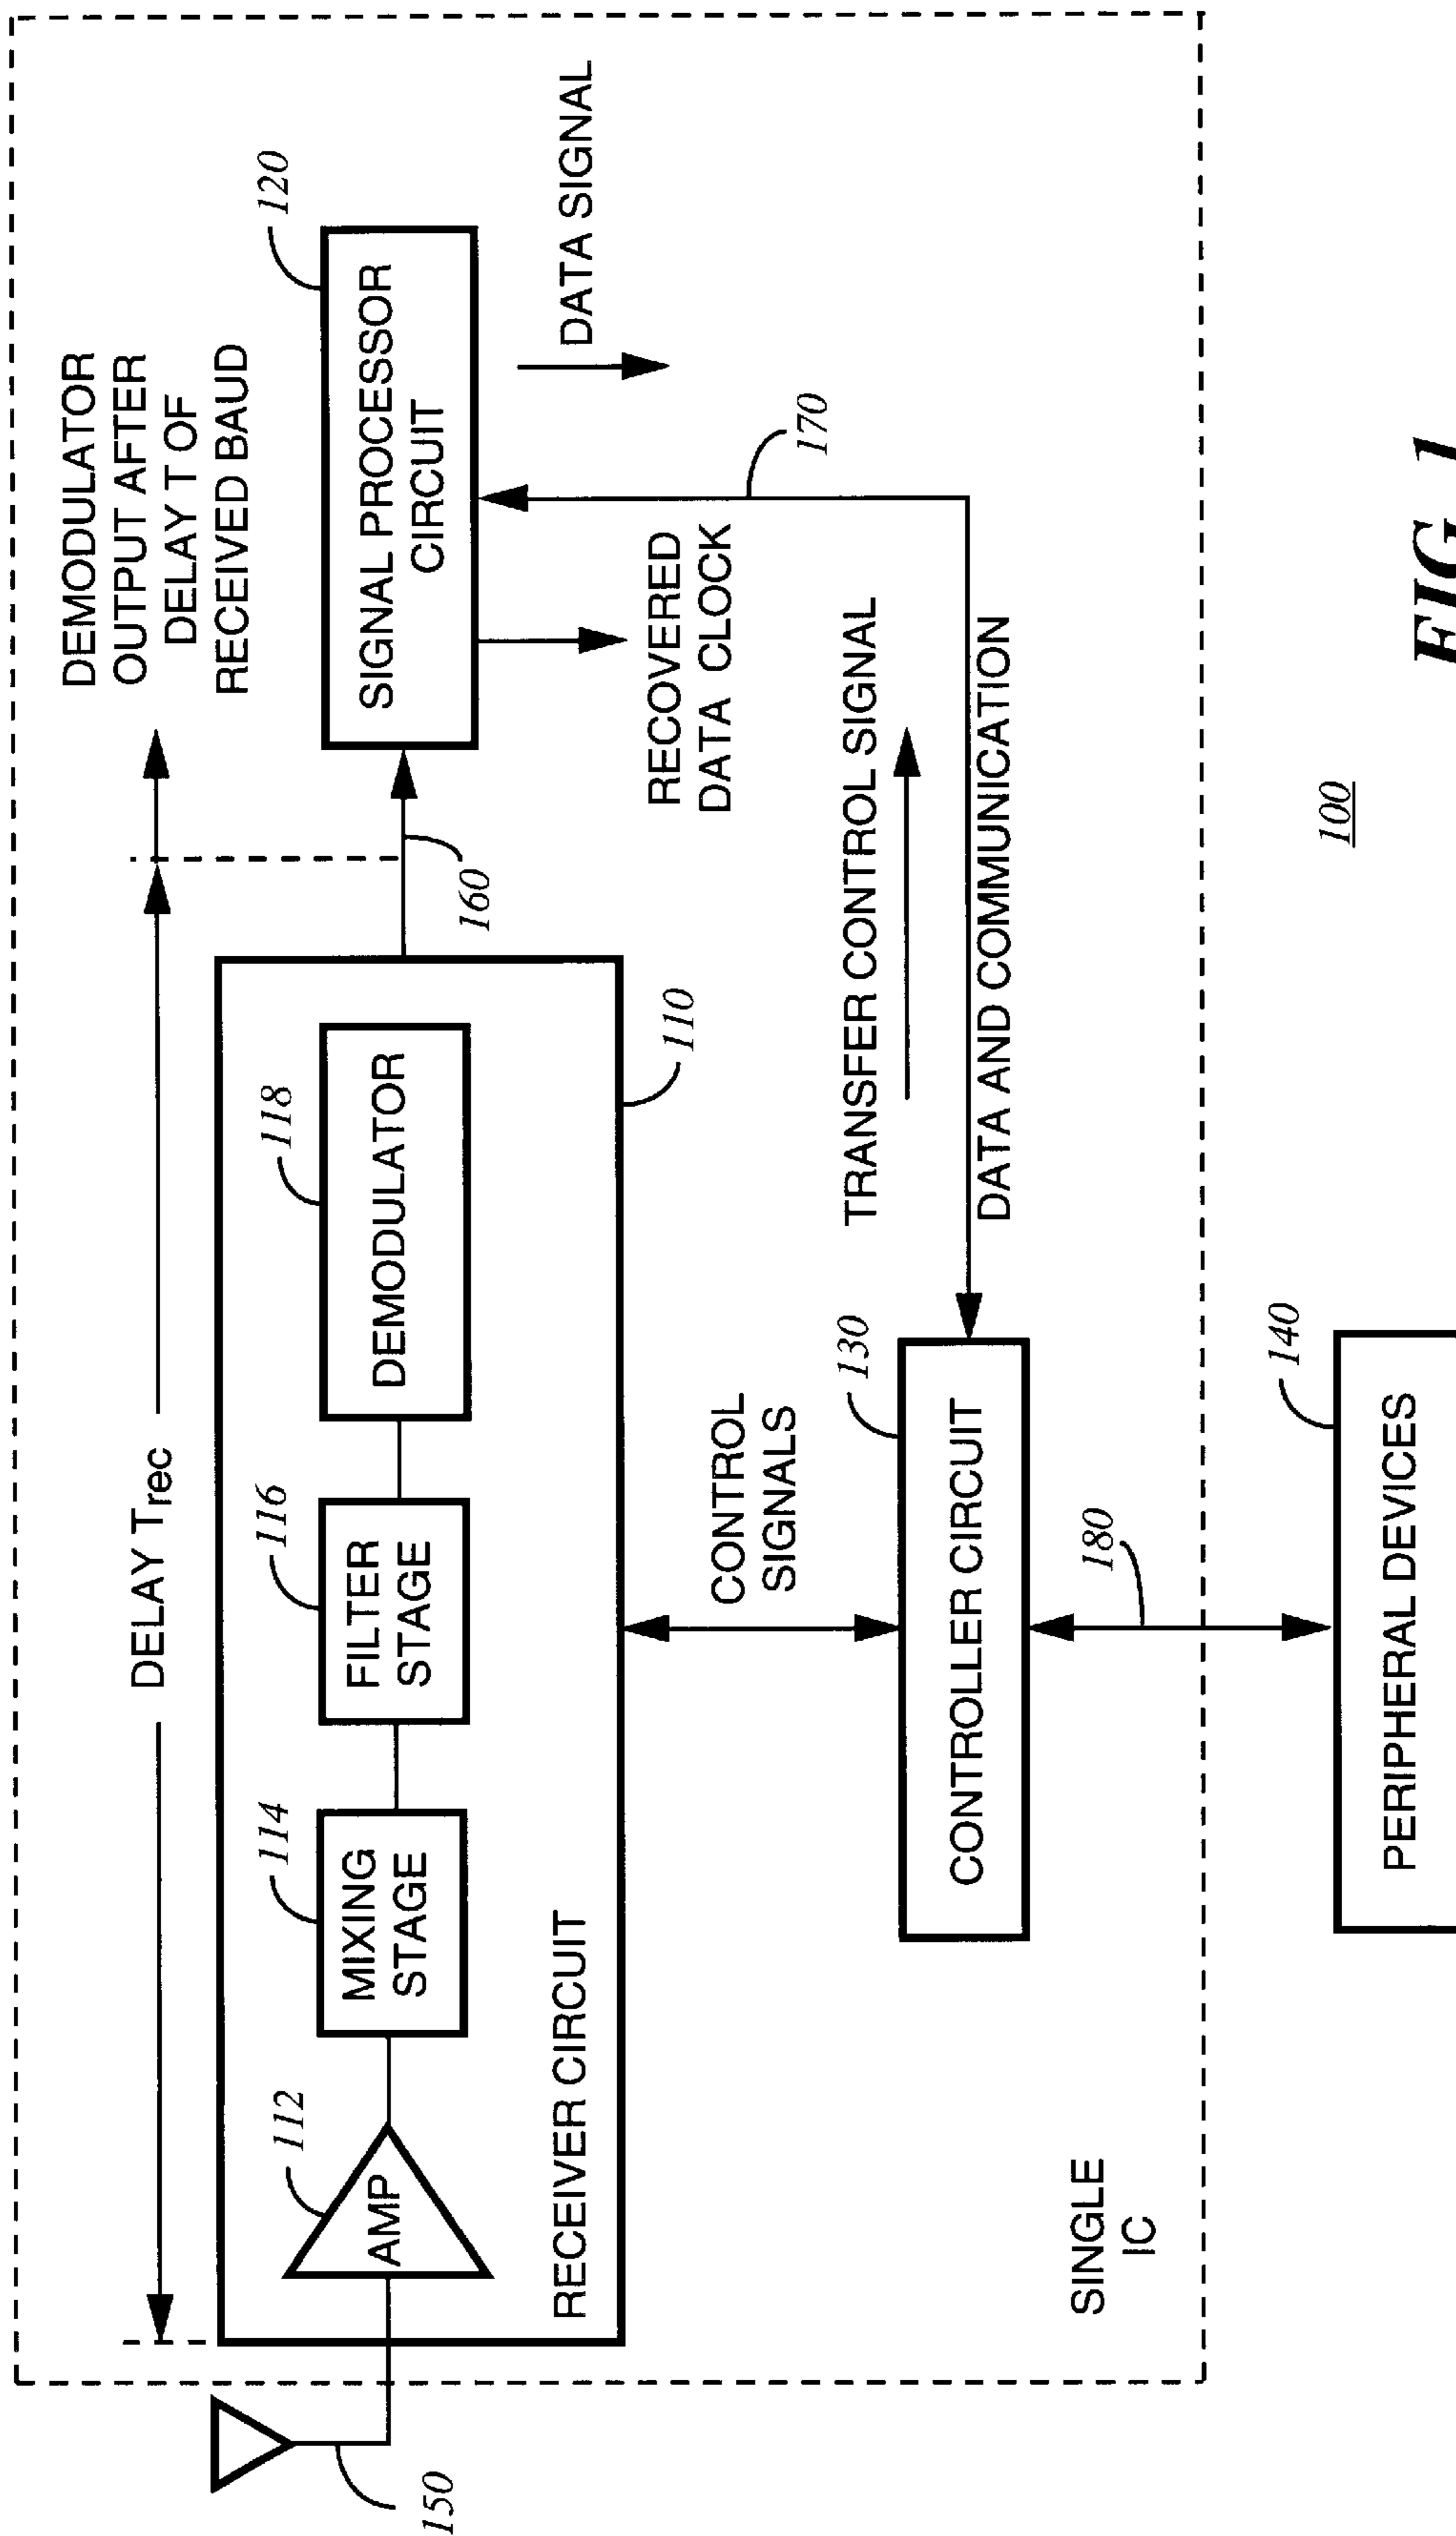 DEMODULATOR
OUTPUT AFTER
DELAY T OF
RECEIVED BAUD
DELAY Trec
120
SIGNAL PROCESSOR
CIRCUIT
118
DEMODULATOR
116
FILTER
STAGE
114
MIXING
STAGE
112
AMP
150
RECEIVER CIRCUIT
110
160
DATA SIGNAL
RECOVERED
DATA CLOCK
170
CONTROL
SIGNALS
TRANSFER CONTROL SIGNAL
DATA AND COMMUNICATION
130
CONTROLLER CIRCUIT
SINGLE
IC
180
140
PERIPHERAL DEVICES
100
FIG. 1